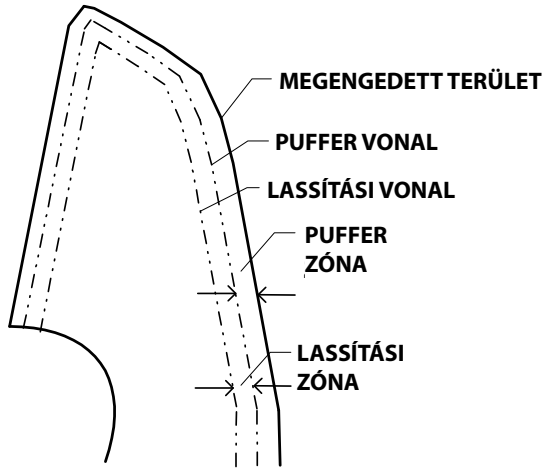 MEGENGEDETT TERÜLET
PUFFER VONAL
LASSÍTÁSI VONAL
PUFFER
ZÓNA
LASSÍTÁSI
ZÓNA